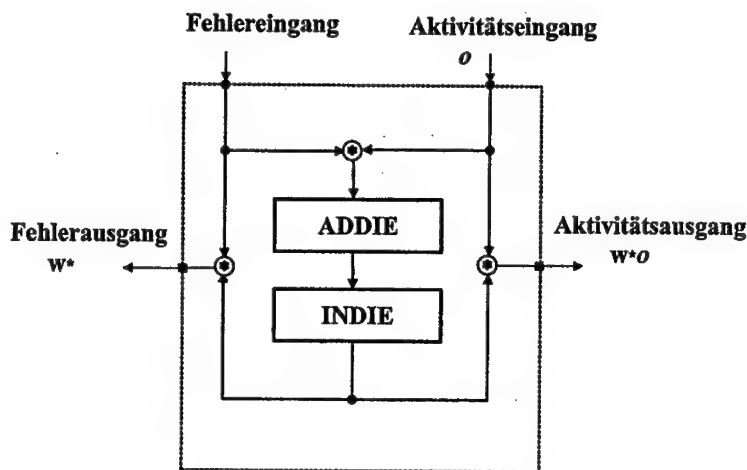 Fehlereingang
Aktivitätseingang
o
ADDIE
Fehlerausgang
w*
Aktivitätsausgang
w*o
INDIE